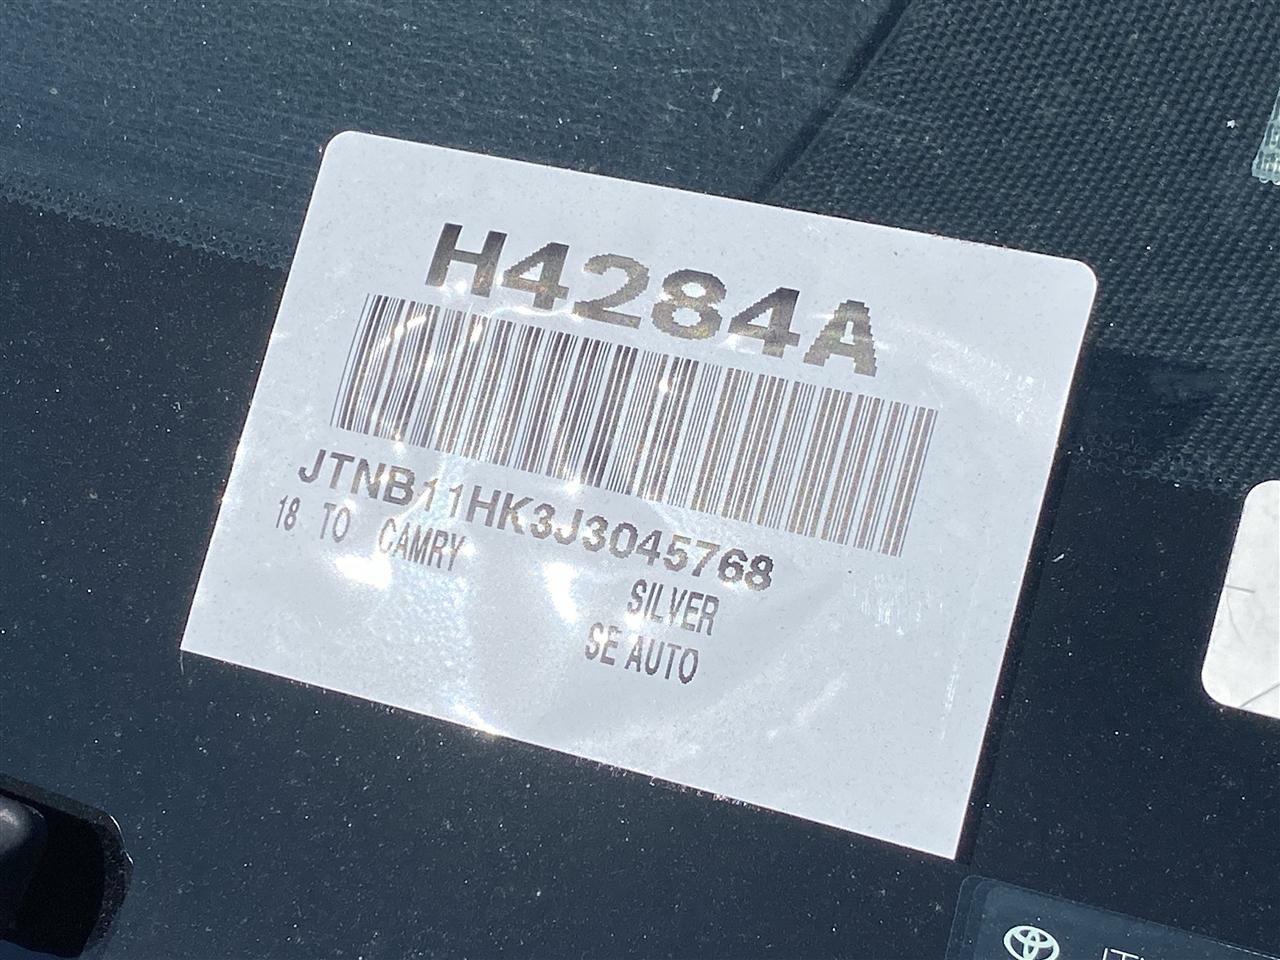 H4284A
JTNB11HK3J3045768
18 TO CAMRY
SILVER
SE AUTO